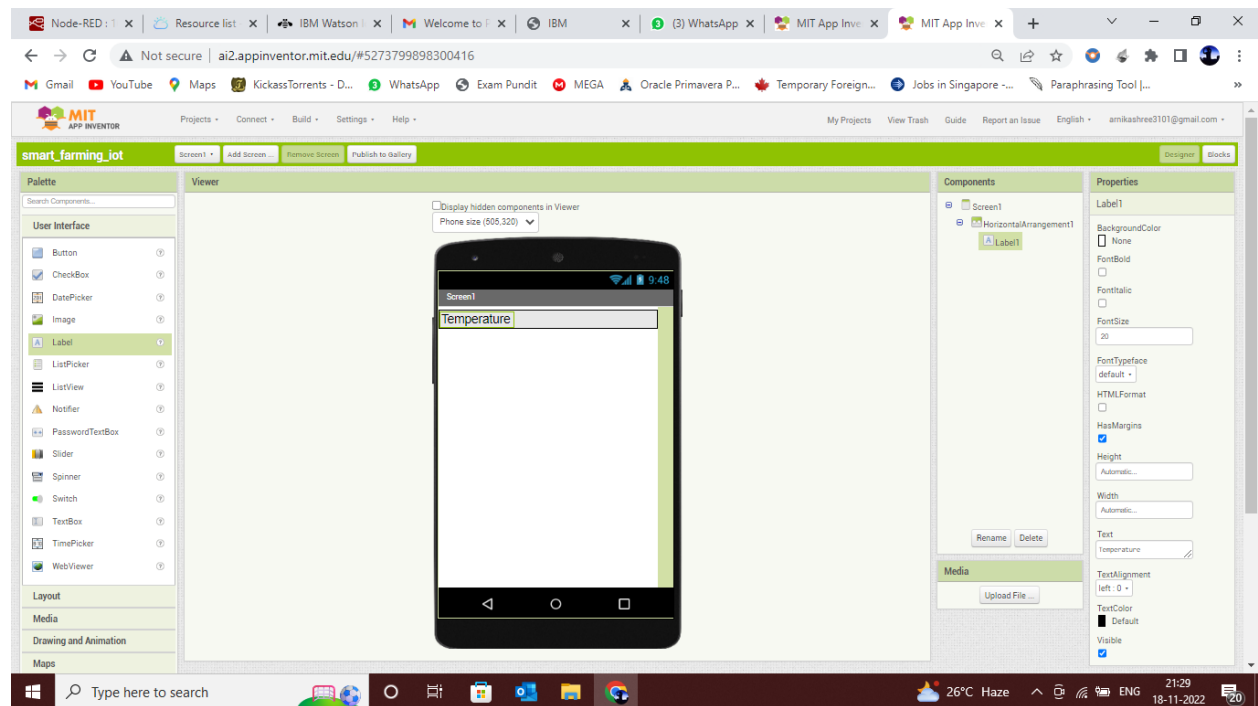 Node-RED : 1
Resource list
IBM Watson I
Welcome to F
IBM
(3) WhatsApp
MIT App Inve
MIT App Inve
Not secure | ai2.appinventor.mit.edu/#5273799898300416
Gmail YouTube Maps KickassTorrents - D... WhatsApp Exam Pundit MEGA Oracle Primavera P... Temporary Foreign... Jobs in Singapore -... Paraphrasing Tool |... »
MIT
APP INVENTOR
Projects Connect Build Settings Help
My Projects View Trash Guide Report an Issue English arnikashree3101@gmail.com
smart_farming_iot
Screen1 Add Screen ... Remove Screen Publish to Gallery
Designer Blocks
Palette
Search Components...
User Interface
Button
CheckBox
DatePicker
Image
Label
ListPicker
ListView
Notifier
PasswordTextBox
Slider
Spinner
Switch
TextBox
TimePicker
WebViewer
Layout
Media
Drawing and Animation
Maps
Viewer
Display hidden components in Viewer
Phone size (505,320)
9:48
Screen1
Temperature
Components
Screen1
HorizontalArrangement1
Label1
Rename Delete
Media
Upload File ...
Properties
Label1
BackgroundColor
None
FontBold
FontItalic
FontSize
20
FontTypeface
default
HTMLFormat
HasMargins
Height
Automatic...
Width
Automatic...
Text
Temperature
TextAlignment
left : 0
TextColor
Default
Visible
Type here to search
26°C Haze
ENG
21:29
18-11-2022
20